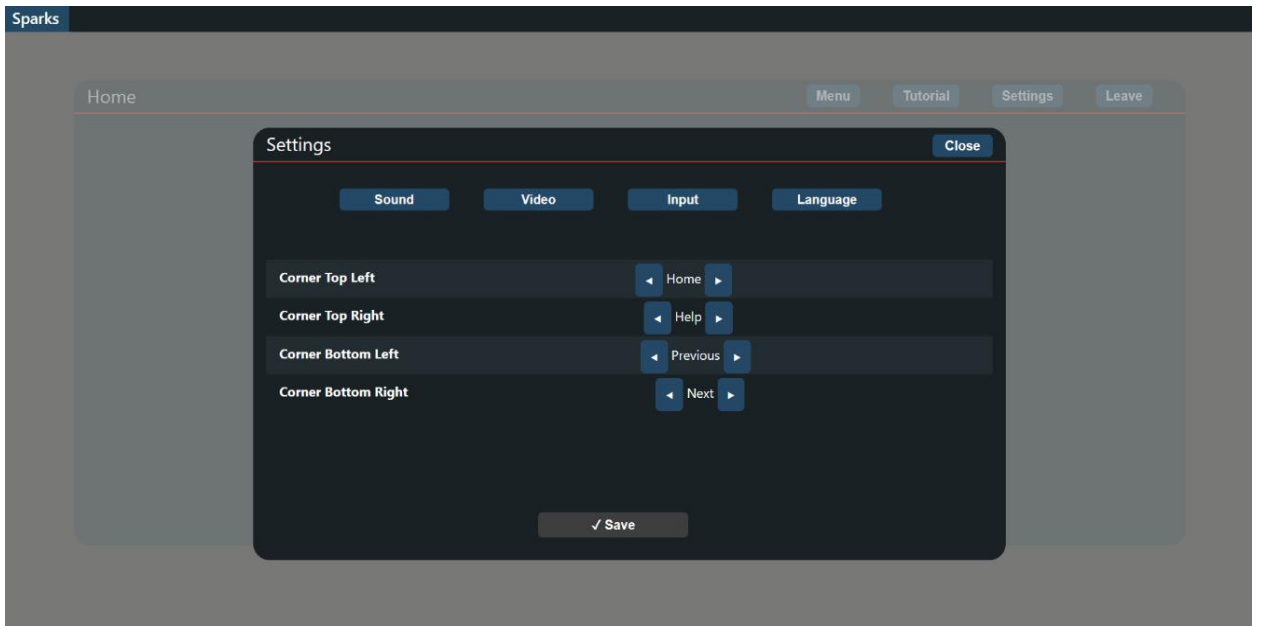 Sparks
Home Menu Tutorial Settings Leave
Settings Close
Sound Video Input Language
Corner Top Left ◄ Home ►
Corner Top Right ◄ Help ►
Corner Bottom Left ◄ Previous ►
Corner Bottom Right ◄ Next ►
✓ Save